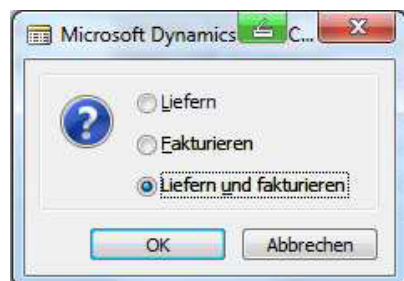 Microsoft Dynamics C...
Liefern
Fakturieren
Liefern und fakturieren
OK
Abbrechen